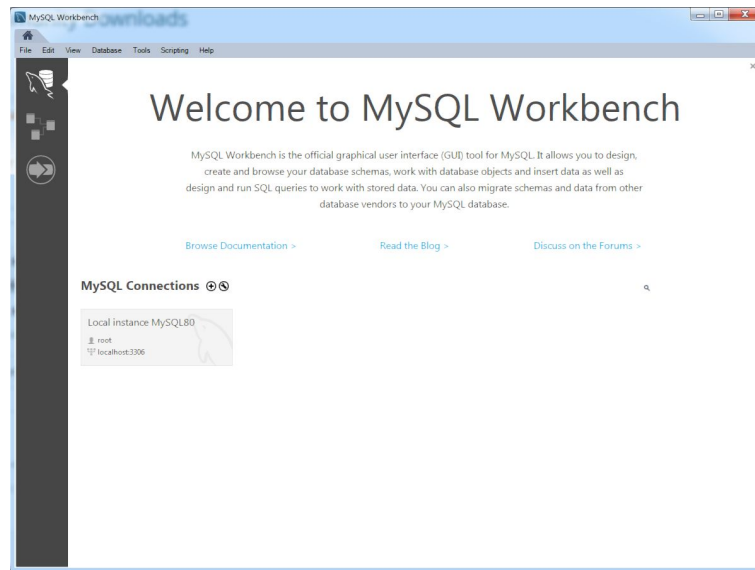 MySQL Workbench
File Edit View Database Tools Scripting Help
Welcome to MySQL Workbench
MySQL Workbench is the official graphical user interface (GUI) tool for MySQL. It allows you to design,
create and browse your database schemas, work with database objects and insert data as well as
design and run SQL queries to work with stored data. You can also migrate schemas and data from other
database vendors to your MySQL database.
Browse Documentation > Read the Blog > Discuss on the Forums >
MySQL Connections
Local instance MySQL80
root
localhost:3306